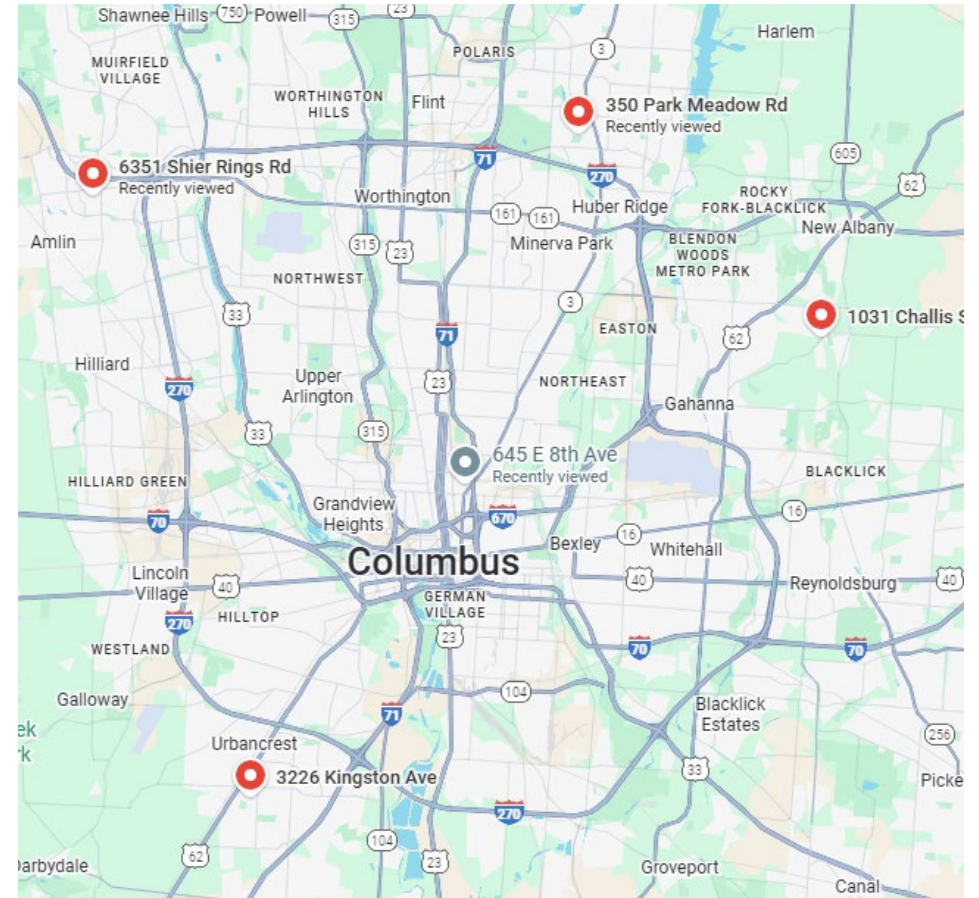 Shawnee Hills
750
Powell
315
23
Harlem
POLARIS
3
MUIRFIELD
VILLAGE
WORTHINGTON
HILLS
Flint
350 Park Meadow Rd
Recently viewed
605
6351 Shier Rings Rd
Recently viewed
71
270
62
Worthington
ROCKY
FORK-BLACKLICK
Huber Ridge
161
161
New Albany
Amlin
315
23
Minerva Park
BLENDON
WOODS
METRO PARK
NORTHWEST
33
3
1031 Challis S
EASTON
71
62
Hilliard
Upper
Arlington
23
NORTHEAST
270
Gahanna
33
315
645 E 8th Ave
Recently viewed
BLACKLICK
HILLIARD GREEN
Grandview
Heights
70
670
16
16
Columbus
Bexley
Whitehall
Lincoln
Village
40
40
Reynoldsburg
40
GERMAN
VILLAGE
HILLTOP
270
23
WESTLAND
70
70
Galloway
104
Blacklick
Estates
71
ek
rk
Urbancrest
256
3226 Kingston Ave
33
Picke
270
104
62
23
Darbydale
Groveport
Canal